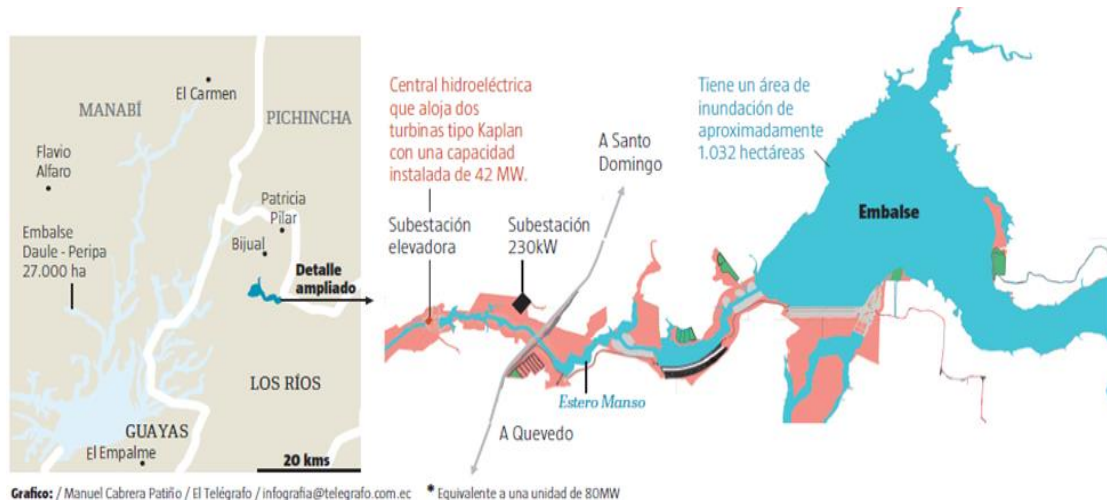 El Carmen
MANABÍ
PICHINCHA
Flavio
Alfaro
Patricia
Pilar
Embalse
Daule - Peripa
27.000 ha
Bijual
Detalle
ampliado
LOS RÍOS
GUAYAS
El Empalme
20 kms
Central hidroeléctrica
que aloja dos
turbinas tipo Kaplan
con una capacidad
instalada de 42 MW.
Subestación
elevadora
Subestación
230kW
A Santo
Domingo
Tiene un área de
inundación de
aproximadamente
1.032 hectáreas
Embalse
Estero Manso
A Quevedo
Grafico: / Manuel Cabrera Patiño / El Telégrafo / infografia@telegrafo.com.ec * Equivalente a una unidad de 80MW